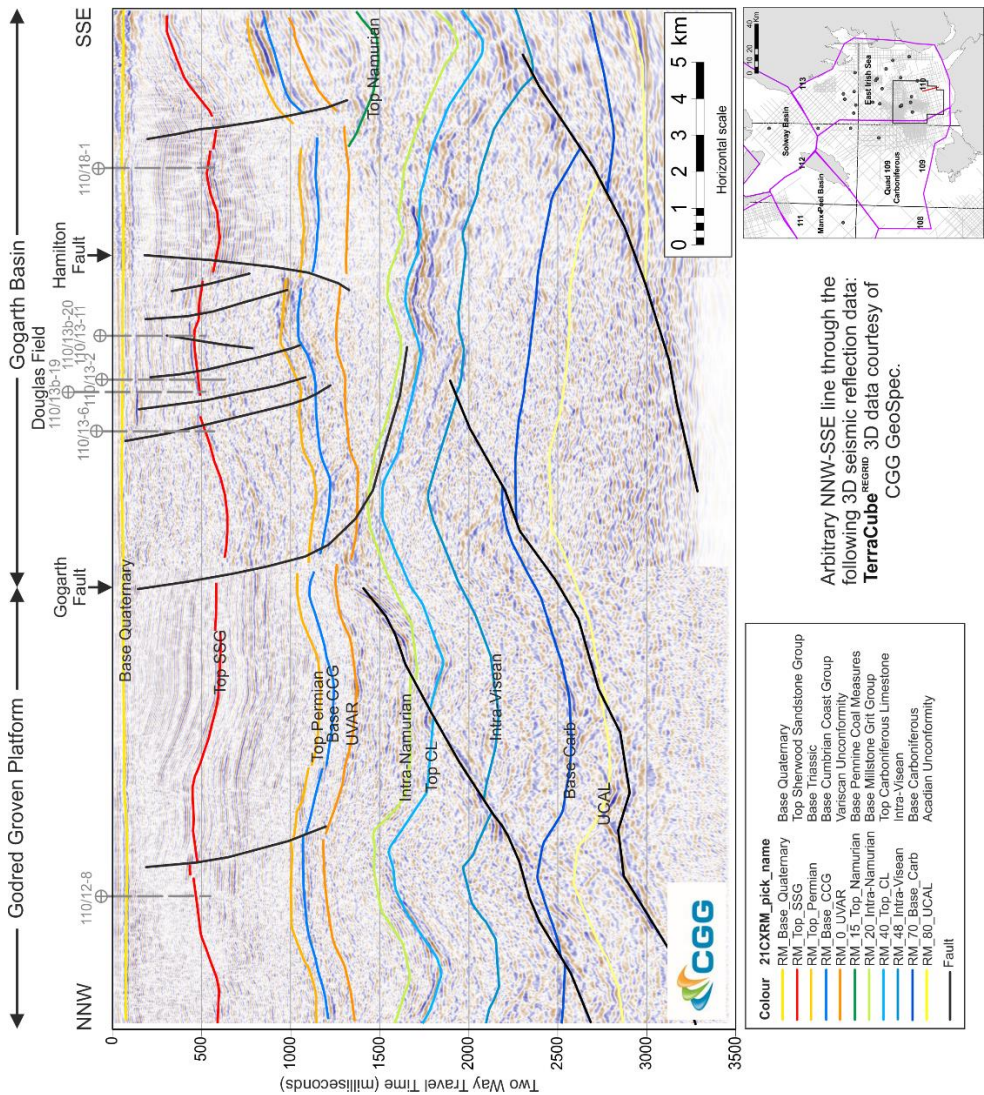 Godred Groven Platform
Gogarth Basin
NNW
SSE
Gogarth
Fault
Douglas Field
Hamilton
Fault
110/12-8
110/13-6
110/13b-19
110/13-2
110/13b-20
110/13-11
110/18-1
Base Quaternary
Top SSG
Top Permian
Base CCG
UVAR
Intra-Namurian
Top CL
Intra-Visean
Base Carb
UCAL
Top Namurian
0
500
1000
1500
2000
2500
3000
3500
Two Way Travel Time (milliseconds)
CGG
0 1 2 3 4 5 km
Horizontal scale
Colour 21CXRM_pick_name
RM_Base_Quaternary Base Quaternary
RM_Top_SSG Top Sherwood Sandstone Group
RM_Top_Permian Base Triassic
RM_Base_CCG Base Cumbrian Coast Group
RM_0_UVAR Variscan Unconformity
RM_15_Top_Namurian Base Pennine Coal Measures
RM_20_Intra-Namurian Base Millstone Grit Group
RM_40_Top_CL Top Carboniferous Limestone
RM_48_Intra-Visean Intra-Visean
RM_70_Base_Carb Base Carboniferous
RM_80_UCAL Acadian Unconformity
Fault
Arbitrary NNW-SSE line through the
following 3D seismic reflection data:
TerraCube REGRID 3D data courtesy of
CGG GeoSpec.
0 10 20 40
Km
111
112
113
Solway Basin
Manx-Peel Basin
East Irish Sea
Quad 109
Carboniferous
108
109
110